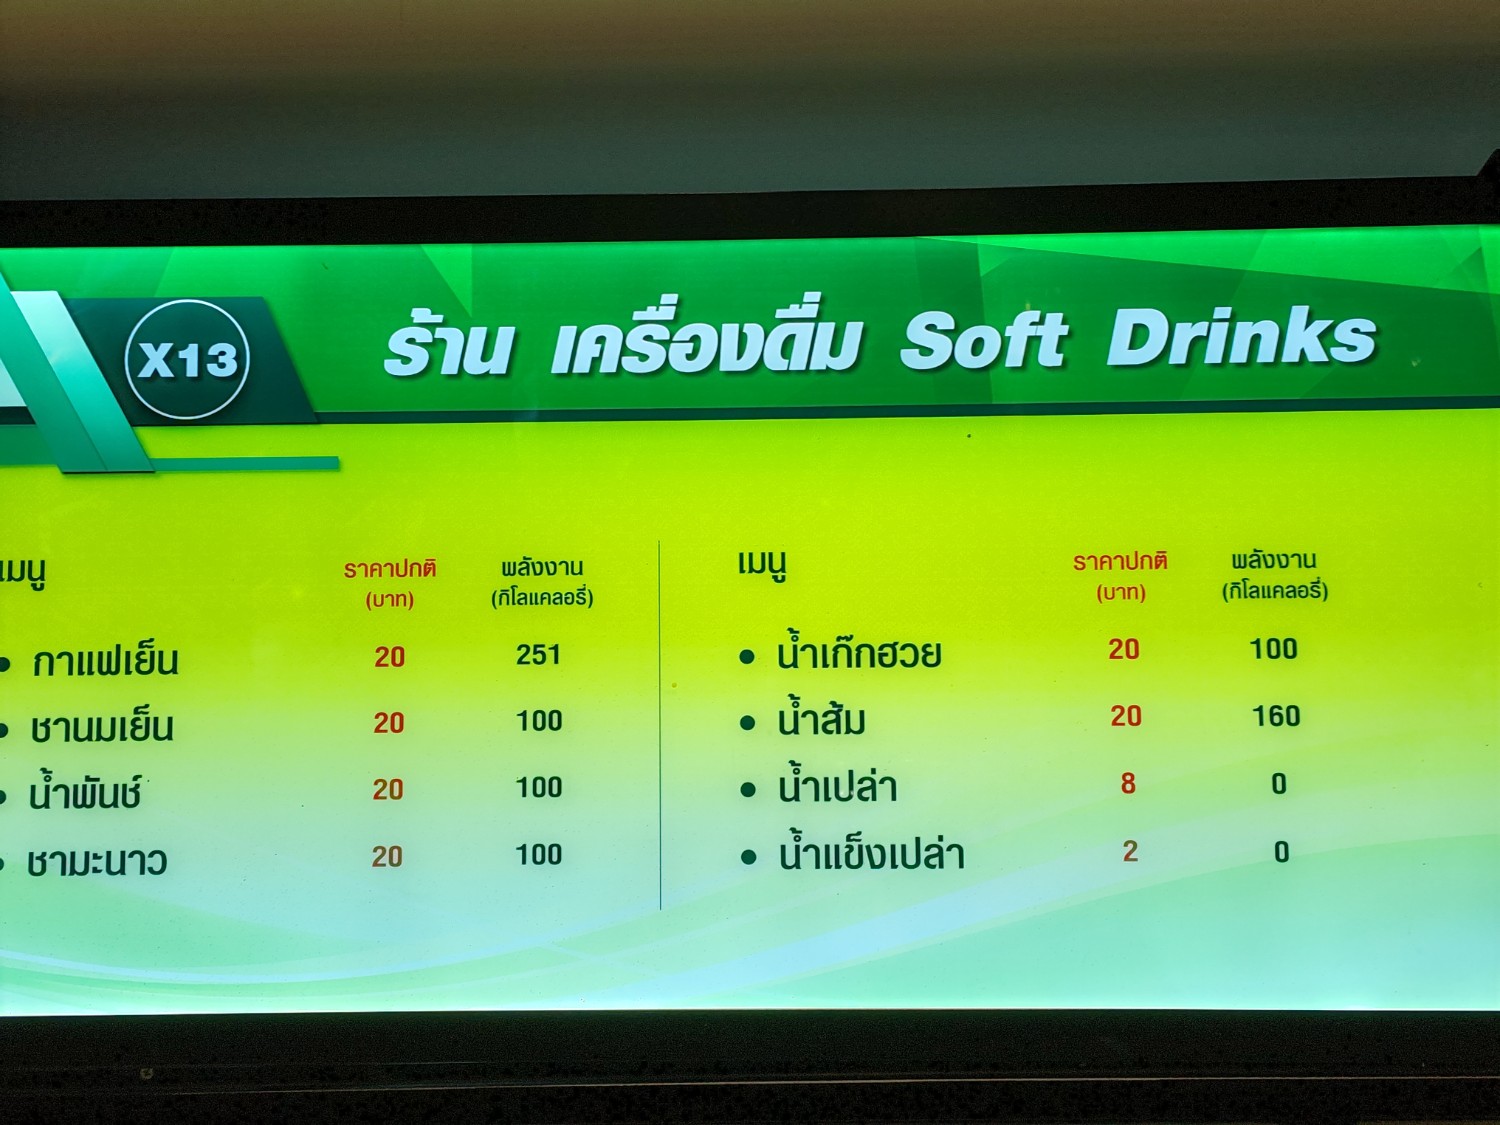 X13
ร้าน เครื่องดื่ม Soft Drinks
เมนู ราคาปกติ พลังงาน
(บาท) (กิโลแคลอรี่)
กาแฟเย็น 20 251
ชานมเย็น 20 100
น้ำพันช์ 20 100
ชามะนาว 20 100
เมนู ราคาปกติ พลังงาน
(บาท) (กิโลแคลอรี่)
น้ำเก๊กฮวย 20 100
น้ำส้ม 20 160
น้ำเปล่า 8 0
น้ำแข็งเปล่า 2 0